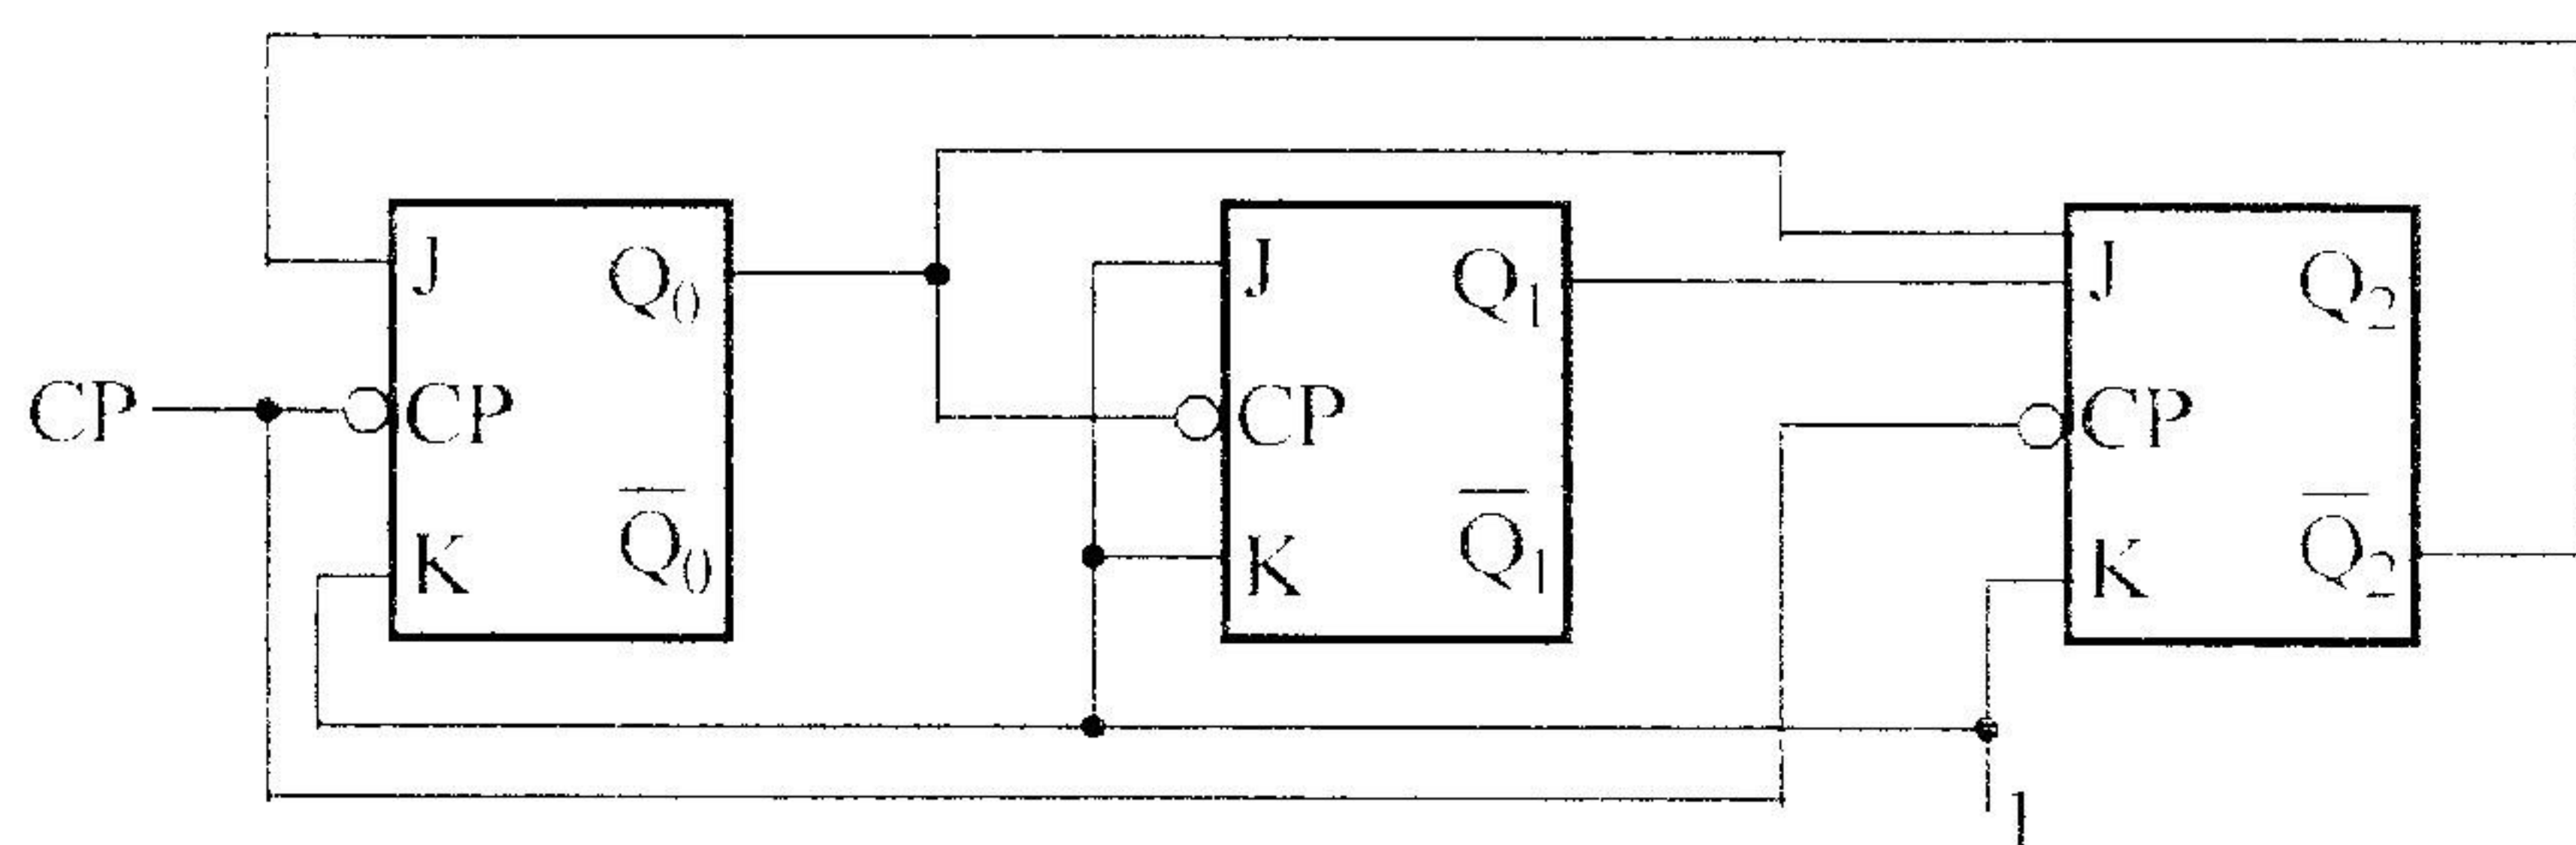 J Q₀ J Q₁ J Q₂
CP CP CP CP
K Q̅₀ K Q̅₁ K Q̅₂
1